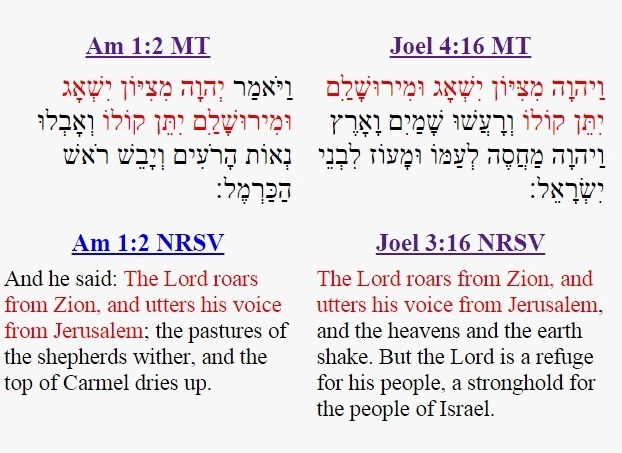 Am 1:2 MT
וַיֹּאמַר יְהוָה מִצִּיּוֹן יִשְׁאָג
וּמִירוּשָׁלִַם יִתֵּן קוֹלוֹ וְאָבְלוּ
נְאוֹת הָרֹעִים וְיָבֵשׁ רֹאשׁ
הַכַּרְמֶל׃
Joel 4:16 MT
וַיהוָה מִצִּיּוֹן יִשְׁאָג וּמִירוּשָׁלִַם
יִתֵּן קוֹלוֹ וְרָעֲשׁוּ שָׁמַיִם וָאָרֶץ
וַיהוָה מַחֲסֶה לְעַמּוֹ וּמָעוֹז לִבְנֵי
יִשְׂרָאֵל׃
Am 1:2 NRSV
And he said: The Lord roars
from Zion, and utters his voice
from Jerusalem; the pastures of
the shepherds wither, and the
top of Carmel dries up.
Joel 3:16 NRSV
The Lord roars from Zion, and
utters his voice from Jerusalem,
and the heavens and the earth
shake. But the Lord is a refuge
for his people, a stronghold for
the people of Israel.